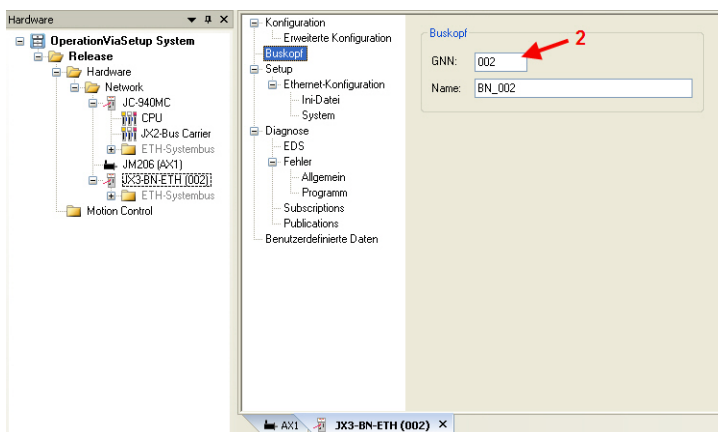 Hardware
OperationViaSetup System
Release
Hardware
Network
JC-940MC
CPU
JX2-Bus Carrier
ETH-Systembus
JM206 (AX1)
JX3-BN-ETH (002)
ETH-Systembus
Motion Control
Konfiguration
Erweiterte Konfiguration
Buskopf
Setup
Ethernet-Konfiguration
Ini-Datei
System
Diagnose
EDS
Fehler
Allgemein
Programm
Subscriptions
Publications
Benutzerdefinierte Daten
Buskopf
2
GNN: 002
Name: BN_002
AX1 JX3-BN-ETH (002)